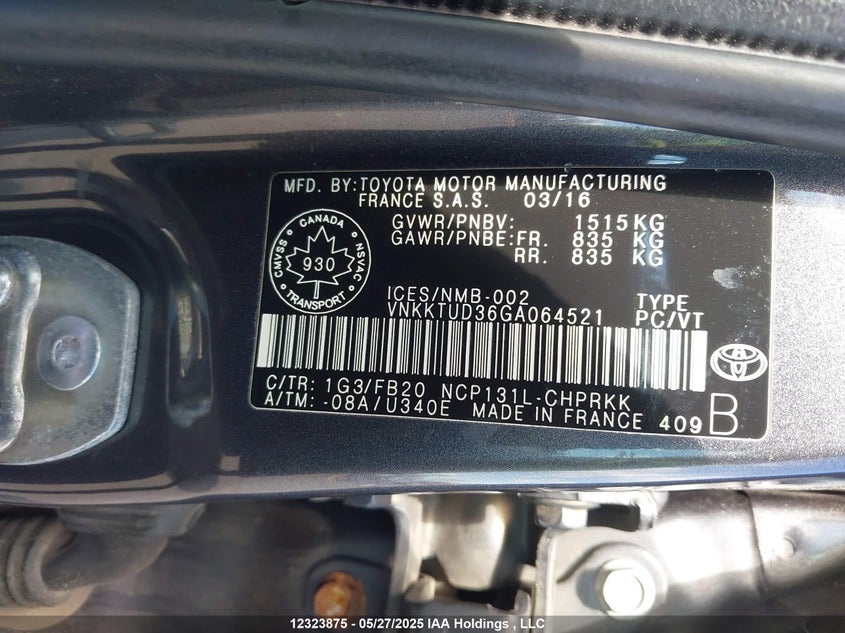 MFD. BY:TOYOTA MOTOR MANUFACTURING
FRANCE S.A.S. 03/16
GVWR/PNBV: 1515KG
GAWR/PNBE:FR. 835 KG
RR. 835 KG
CANADA
CMVSS 930 NSVAC
TRANSPORT
ICES/NMB-002 TYPE
VNKKTUD36GA064521 PC/VT
C/TR: 1G3/FB20 NCP131L-CHPRKK
A/TM: -08A/U340E MADE IN FRANCE 409 B
12323875 - 05/27/2025 IAA Holdings , LLC